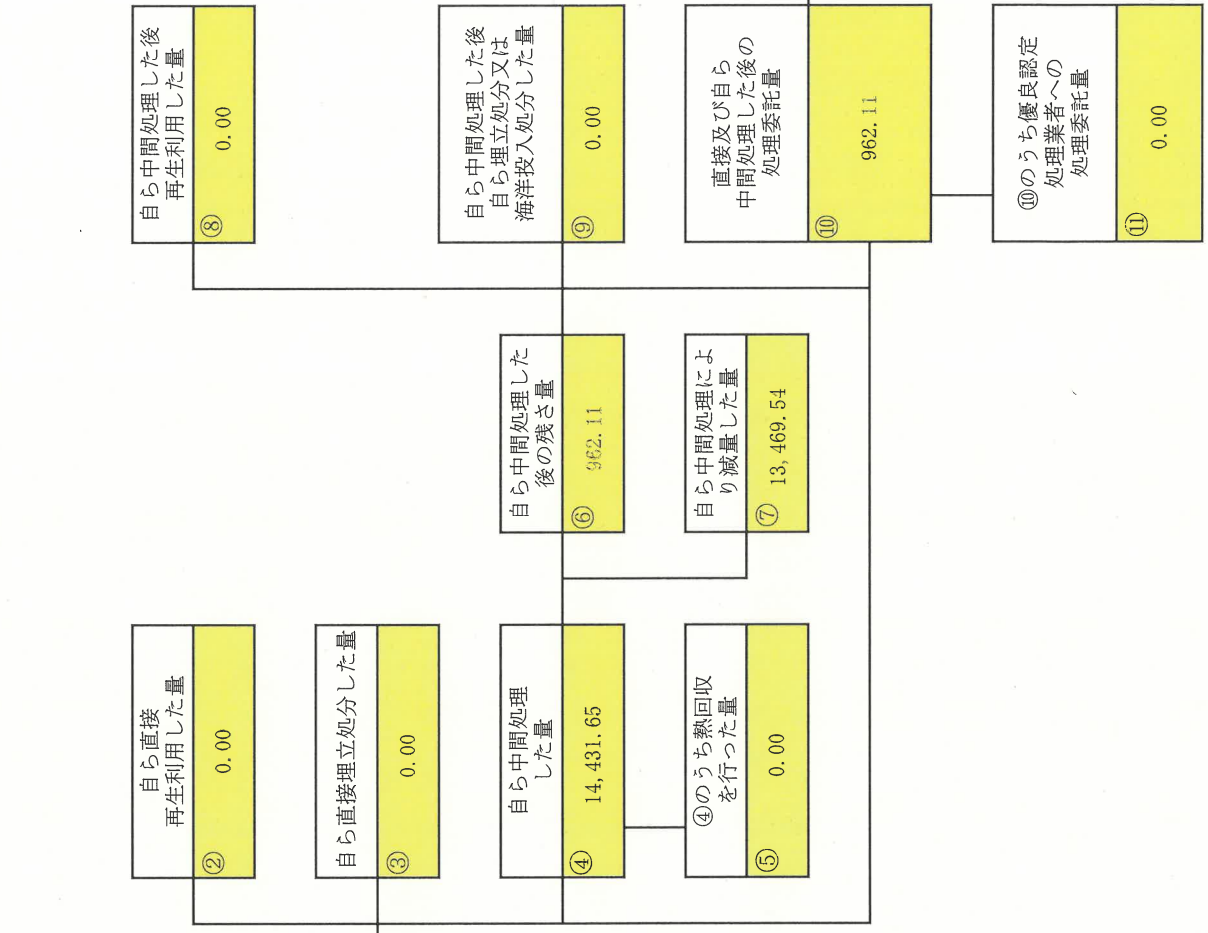 自ら直接
再生利用した量
②
0.00
自ら直接埋立処分した量
③
0.00
自ら中間処理
した量
④
14,431.65
④のうち熱回収
を行った量
⑤
0.00
自ら中間処理した
後の残さ量
⑥
962.11
自ら中間処理によ
り減量した量
⑦
13,469.54
自ら中間処理した後
再生利用した量
⑧
0.00
自ら中間処理した後
自ら埋立処分又は
海洋投入処分した量
⑨
0.00
直接及び自ら
中間処理した後の
処理委託量
⑩
962.11
⑩のうち優良認定
処理業者への
処理委託量
⑪
0.00